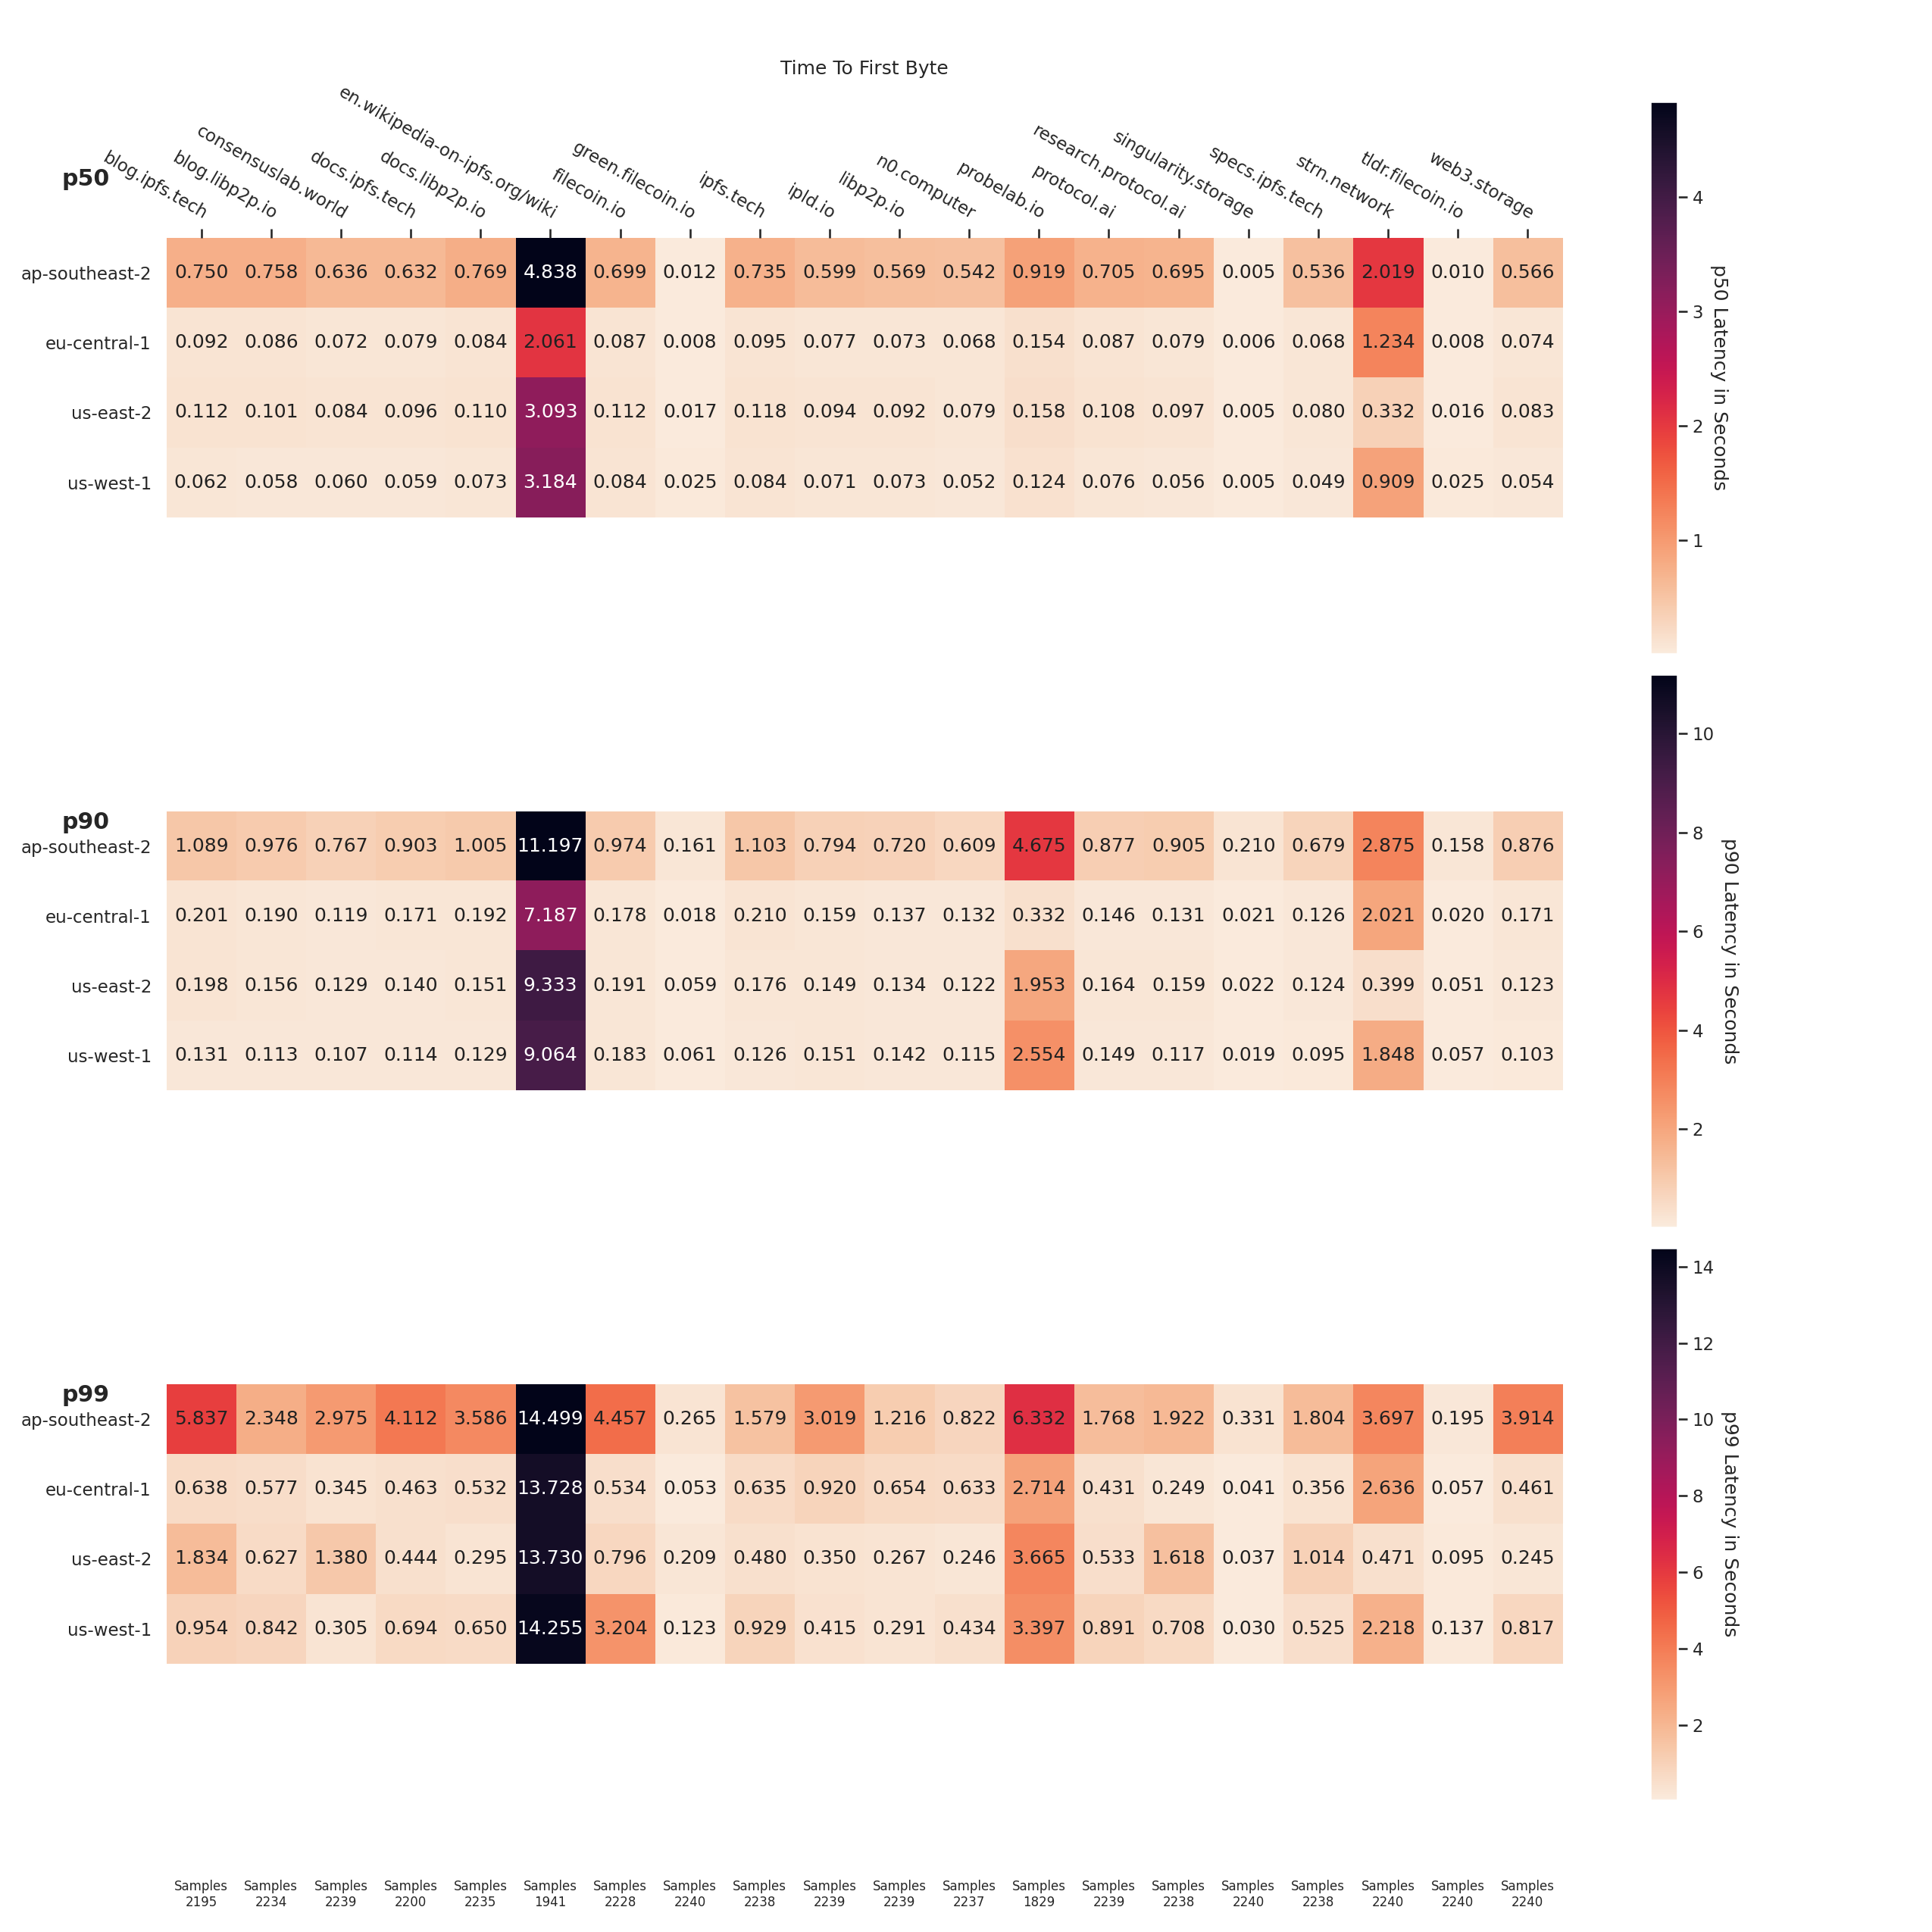 Time To First Byte
p50
blog.ipfs.tech
blog.libp2p.io
consensuslab.world
docs.ipfs.tech
docs.libp2p.io
en.wikipedia-on-ipfs.org/wiki
filecoin.io
green.filecoin.io
ipfs.tech
ipld.io
libp2p.io
n0.computer
probelab.io
protocol.ai
research.protocol.ai
singularity.storage
specs.ipfs.tech
strn.network
tldr.filecoin.io
web3.storage
ap-southeast-2 0.750 0.758 0.636 0.632 0.769 4.838 0.699 0.012 0.735 0.599 0.569 0.542 0.919 0.705 0.695 0.005 0.536 2.019 0.010 0.566
eu-central-1 0.092 0.086 0.072 0.079 0.084 2.061 0.087 0.008 0.095 0.077 0.073 0.068 0.154 0.087 0.079 0.006 0.068 1.234 0.008 0.074
us-east-2 0.112 0.101 0.084 0.096 0.110 3.093 0.112 0.017 0.118 0.094 0.092 0.079 0.158 0.108 0.097 0.005 0.080 0.332 0.016 0.083
us-west-1 0.062 0.058 0.060 0.059 0.073 3.184 0.084 0.025 0.084 0.071 0.073 0.052 0.124 0.076 0.056 0.005 0.049 0.909 0.025 0.054
4
3
2
1
p50 Latency in Seconds
p90
ap-southeast-2 1.089 0.976 0.767 0.903 1.005 11.197 0.974 0.161 1.103 0.794 0.720 0.609 4.675 0.877 0.905 0.210 0.679 2.875 0.158 0.876
eu-central-1 0.201 0.190 0.119 0.171 0.192 7.187 0.178 0.018 0.210 0.159 0.137 0.132 0.332 0.146 0.131 0.021 0.126 2.021 0.020 0.171
us-east-2 0.198 0.156 0.129 0.140 0.151 9.333 0.191 0.059 0.176 0.149 0.134 0.122 1.953 0.164 0.159 0.022 0.124 0.399 0.051 0.123
us-west-1 0.131 0.113 0.107 0.114 0.129 9.064 0.183 0.061 0.126 0.151 0.142 0.115 2.554 0.149 0.117 0.019 0.095 1.848 0.057 0.103
10
8
6
4
2
p90 Latency in Seconds
p99
ap-southeast-2 5.837 2.348 2.975 4.112 3.586 14.499 4.457 0.265 1.579 3.019 1.216 0.822 6.332 1.768 1.922 0.331 1.804 3.697 0.195 3.914
eu-central-1 0.638 0.577 0.345 0.463 0.532 13.728 0.534 0.053 0.635 0.920 0.654 0.633 2.714 0.431 0.249 0.041 0.356 2.636 0.057 0.461
us-east-2 1.834 0.627 1.380 0.444 0.295 13.730 0.796 0.209 0.480 0.350 0.267 0.246 3.665 0.533 1.618 0.037 1.014 0.471 0.095 0.245
us-west-1 0.954 0.842 0.305 0.694 0.650 14.255 3.204 0.123 0.929 0.415 0.291 0.434 3.397 0.891 0.708 0.030 0.525 2.218 0.137 0.817
14
12
10
8
6
4
2
p99 Latency in Seconds
Samples Samples Samples Samples Samples Samples Samples Samples Samples Samples Samples Samples Samples Samples Samples Samples Samples Samples Samples Samples
2195 2234 2239 2200 2235 1941 2228 2240 2238 2239 2239 2237 1829 2239 2238 2240 2238 2240 2240 2240